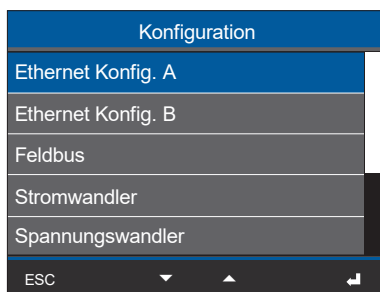 Konfiguration
Ethernet Konfig. A
Ethernet Konfig. B
Feldbus
Stromwandler
Spannungswandler
ESC